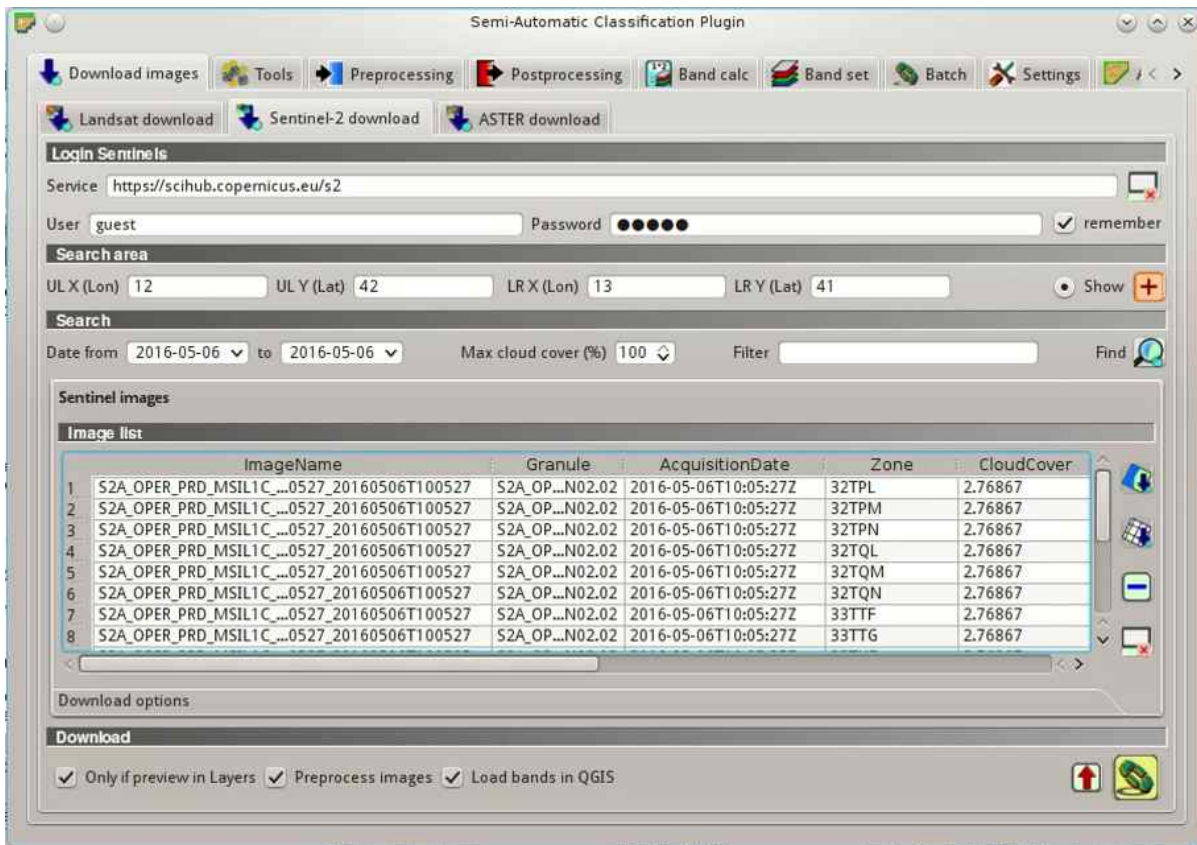 Semi-Automatic Classification Plugin
Download images Tools Preprocessing Postprocessing Band calc Band set Batch Settings
Landsat download Sentinel-2 download ASTER download
Login Sentinels
Service https://scihub.copernicus.eu/s2
User guest Password ●●●●● remember
Search area
UL X (Lon) 12 UL Y (Lat) 42 LR X (Lon) 13 LR Y (Lat) 41 Show
Search
Date from 2016-05-06 to 2016-05-06 Max cloud cover (%) 100 Filter Find
Sentinel images
Image list
ImageName Granule AcquisitionDate Zone CloudCover
1 S2A_OPER_PRD_MSIL1C_...0527_20160506T100527 S2A_OP...N02.02 2016-05-06T10:05:27Z 32TPL 2.76867
2 S2A_OPER_PRD_MSIL1C_...0527_20160506T100527 S2A_OP...N02.02 2016-05-06T10:05:27Z 32TPM 2.76867
3 S2A_OPER_PRD_MSIL1C_...0527_20160506T100527 S2A_OP...N02.02 2016-05-06T10:05:27Z 32TPN 2.76867
4 S2A_OPER_PRD_MSIL1C_...0527_20160506T100527 S2A_OP...N02.02 2016-05-06T10:05:27Z 32TQL 2.76867
5 S2A_OPER_PRD_MSIL1C_...0527_20160506T100527 S2A_OP...N02.02 2016-05-06T10:05:27Z 32TQM 2.76867
6 S2A_OPER_PRD_MSIL1C_...0527_20160506T100527 S2A_OP...N02.02 2016-05-06T10:05:27Z 32TQN 2.76867
7 S2A_OPER_PRD_MSIL1C_...0527_20160506T100527 S2A_OP...N02.02 2016-05-06T10:05:27Z 33TTF 2.76867
8 S2A_OPER_PRD_MSIL1C_...0527_20160506T100527 S2A_OP...N02.02 2016-05-06T10:05:27Z 33TTG 2.76867
Download options
Download
Only if preview in Layers Preprocess images Load bands in QGIS